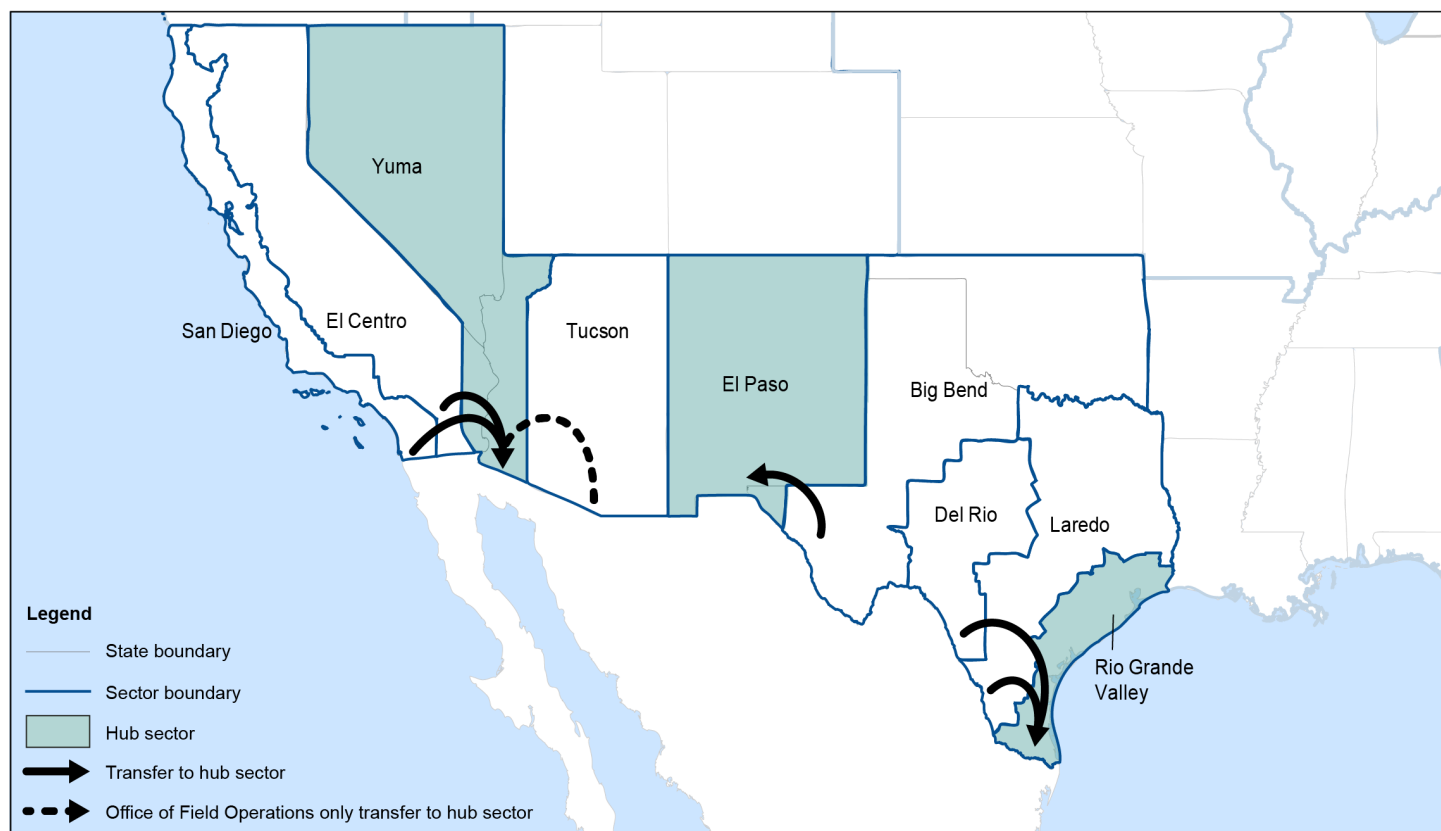 Yuma
San Diego
El Centro
Tucson
El Paso
Big Bend
Del Rio
Laredo
Rio Grande
Valley
Legend
State boundary
Sector boundary
Hub sector
Transfer to hub sector
Office of Field Operations only transfer to hub sector